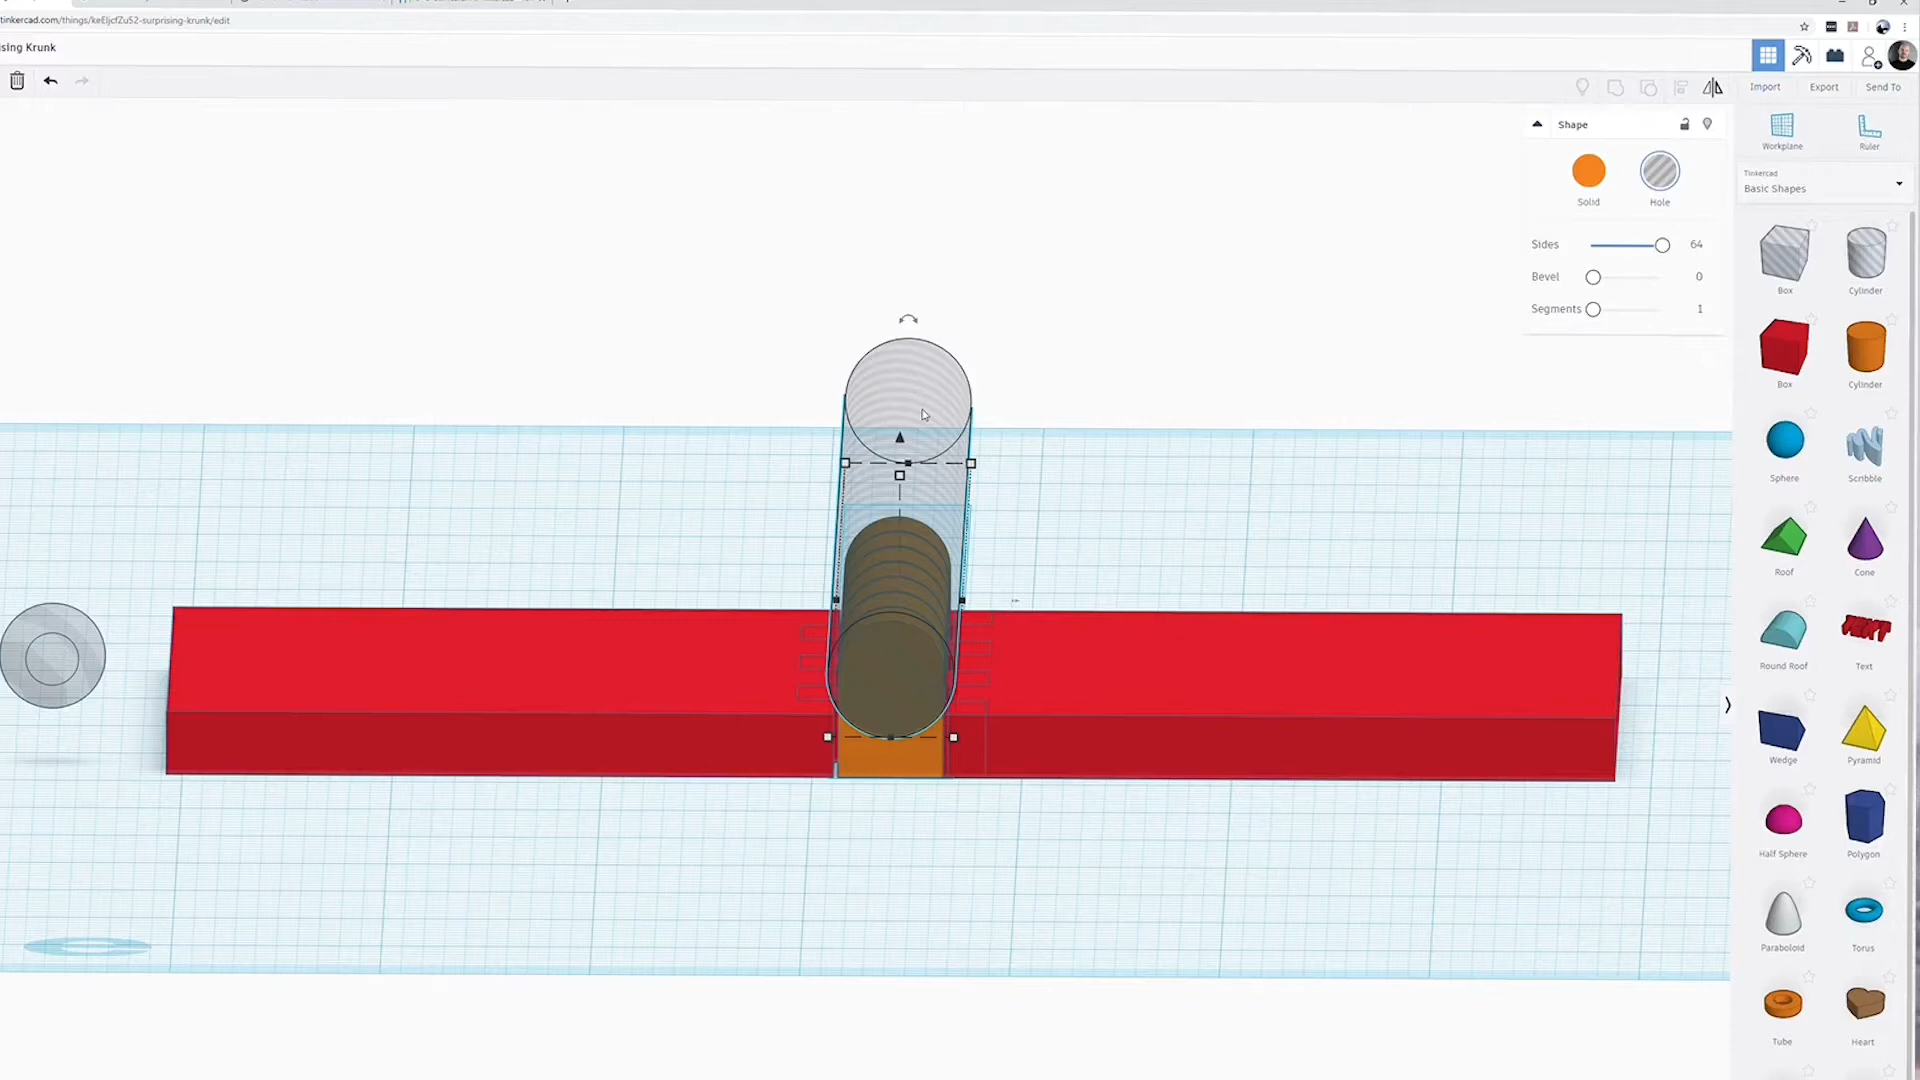 tinkercad.com/things/keEljcfZu52-surprising-krunk/edit
ising Krunk
Import
Export
Send To
Shape
Workplane
Ruler
Solid
Hole
Tinkercad
Basic Shapes
Sides
64
Bevel
0
Segments
1
Box
Cylinder
Box
Cylinder
Sphere
Scribble
Roof
Cone
TEXT
Round Roof
Text
Wedge
Pyramid
Half Sphere
Polygon
Paraboloid
Torus
Tube
Heart